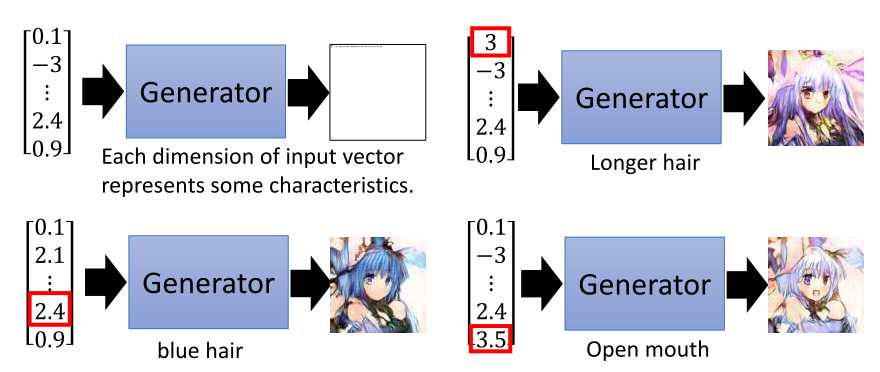 0.1
−3
⋮
2.4
0.9
Generator
Each dimension of input vector
represents some characteristics.
3
−3
⋮
2.4
0.9
Generator
Longer hair
0.1
2.1
⋮
2.4
0.9
Generator
blue hair
0.1
−3
⋮
2.4
3.5
Generator
Open mouth